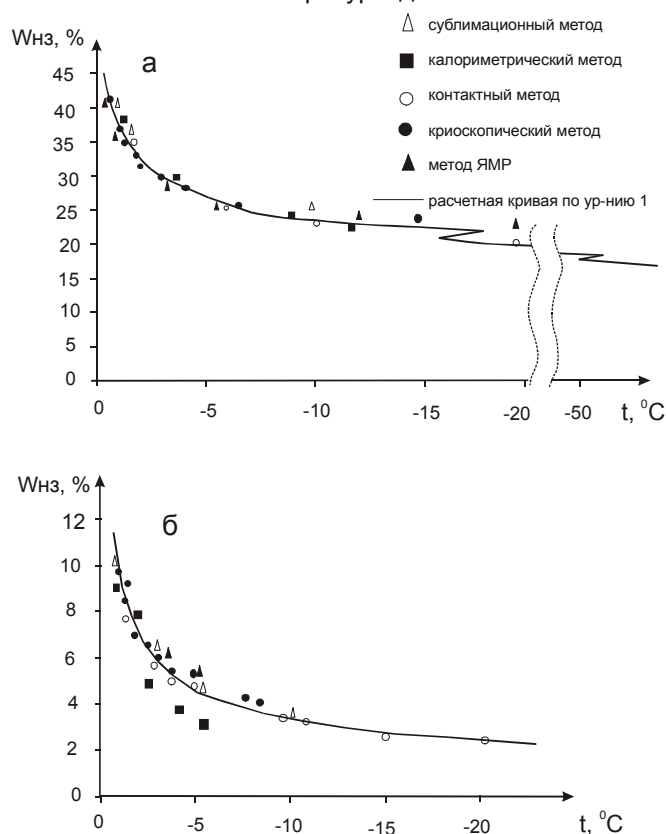 Wнз, %
а
сублимационный метод
калориметрический метод
контактный метод
криоскопический метод
метод ЯМР
расчетная кривая по ур-нию 1
45
40
35
30
25
20
15
10
5
0
0 -5 -10 -15 -20 -50 t, °C
Wнз, %
б
12
10
8
6
4
2
0
0 -5 -10 -15 -20 t, °C